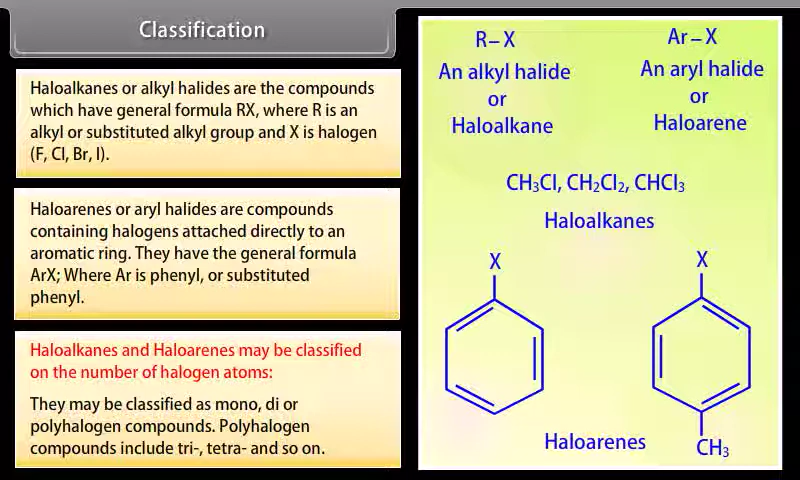 Classification
Haloalkanes or alkyl halides are the compounds
which have general formula RX, where R is an
alkyl or substituted alkyl group and X is halogen
(F, Cl, Br, I).
Haloarenes or aryl halides are compounds
containing halogens attached directly to an
aromatic ring. They have the general formula
ArX; Where Ar is phenyl, or substituted
phenyl.
Haloalkanes and Haloarenes may be classified
on the number of halogen atoms:
They may be classified as mono, di or
polyhalogen compounds. Polyhalogen
compounds include tri-, tetra- and so on.
R – X
An alkyl halide
or
Haloalkane
Ar – X
An aryl halide
or
Haloarene
CH₃Cl, CH₂Cl₂, CHCl₃
Haloalkanes
X
X
Haloarenes
CH₃